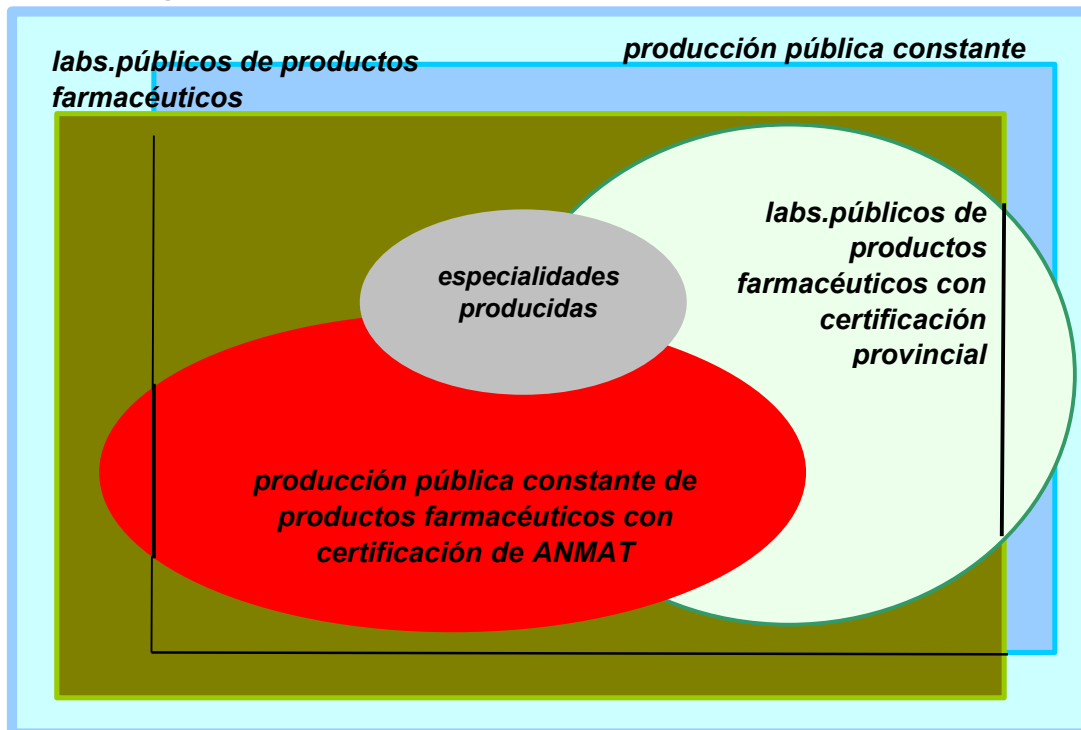 labs.públicos de productos
farmacéuticos
producción pública constante
labs.públicos de
productos
farmacéuticos con
certificación
provincial
especialidades
producidas
producción pública constante de
productos farmacéuticos con
certificación de ANMAT